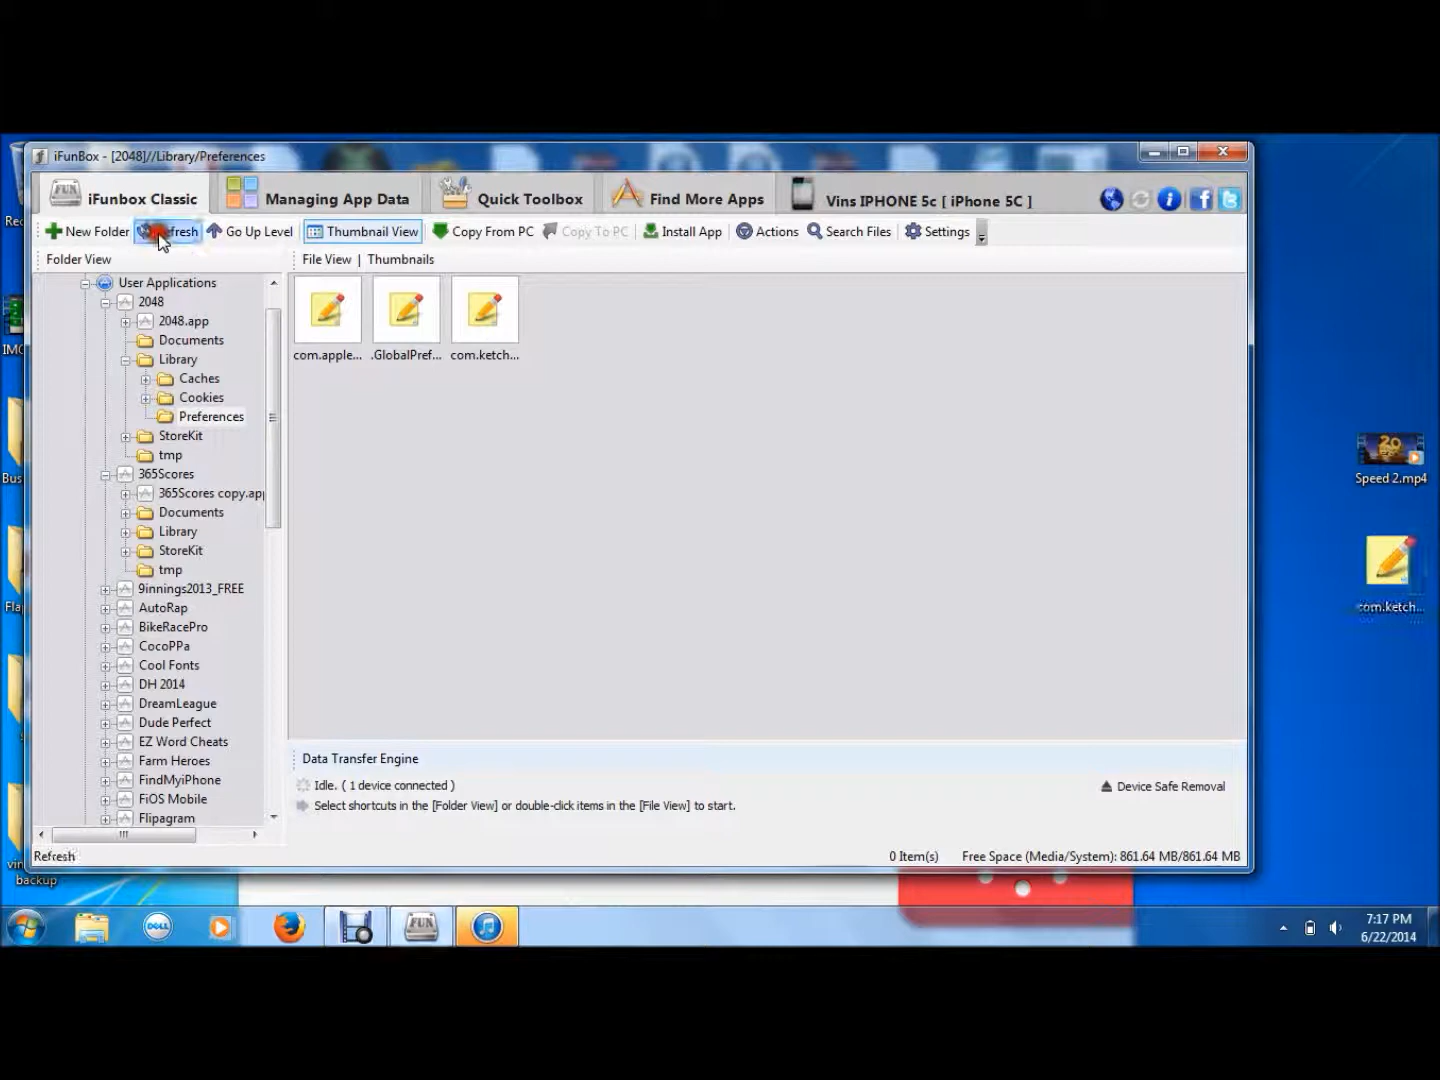 iFunBox - [2048]//Library/Preferences
iFunbox Classic
Managing App Data
Quick Toolbox
Find More Apps
Vins IPHONE 5c [ iPhone 5C ]
New Folder
Go Up Level
Thumbnail View
Copy From PC
Copy To PC
Install App
Actions
Search Files
Settings
Folder View
File View | Thumbnails
User Applications
2048
2048.app
Documents
Library
Caches
Cookies
Preferences
StoreKit
tmp
365Scores
365Scores copy.app
Documents
Library
StoreKit
tmp
9innings2013_FREE
AutoRap
BikeRacePro
CocoPPa
Cool Fonts
DH 2014
DreamLeague
Dude Perfect
EZ Word Cheats
Farm Heroes
FindMyiPhone
FiOS Mobile
Flipagram
com.apple...
.GlobalPref...
com.ketch...
Data Transfer Engine
Idle. ( 1 device connected )
Device Safe Removal
Select shortcuts in the [Folder View] or double-click items in the [File View] to start.
Refresh
0 Item(s)
Free Space (Media/System): 861.64 MB/861.64 MB
Speed 2.mp4
com.ketch...
backup
DELL
FUN
7:17 PM
6/22/2014